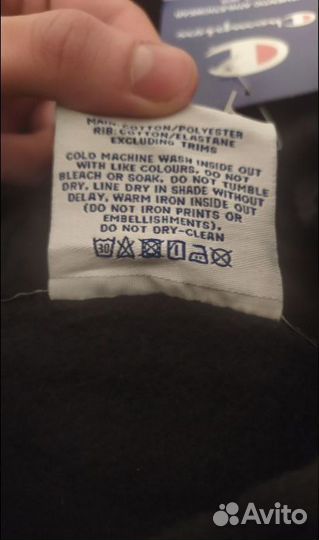 Champion
MAIN: COTTON/POLYESTER
RIB: COTTON/ELASTANE
EXCLUDING TRIMS
COLD MACHINE WASH INSIDE OUT
WITH LIKE COLOURS, DO NOT
BLEACH OR SOAK, DO NOT TUMBLE
DRY, LINE DRY IN SHADE WITHOUT
DELAY, WARM IRON INSIDE OUT
(DO NOT IRON PRINTS OR
EMBELLISHMENTS),
DO NOT DRY-CLEAN
30
Avito